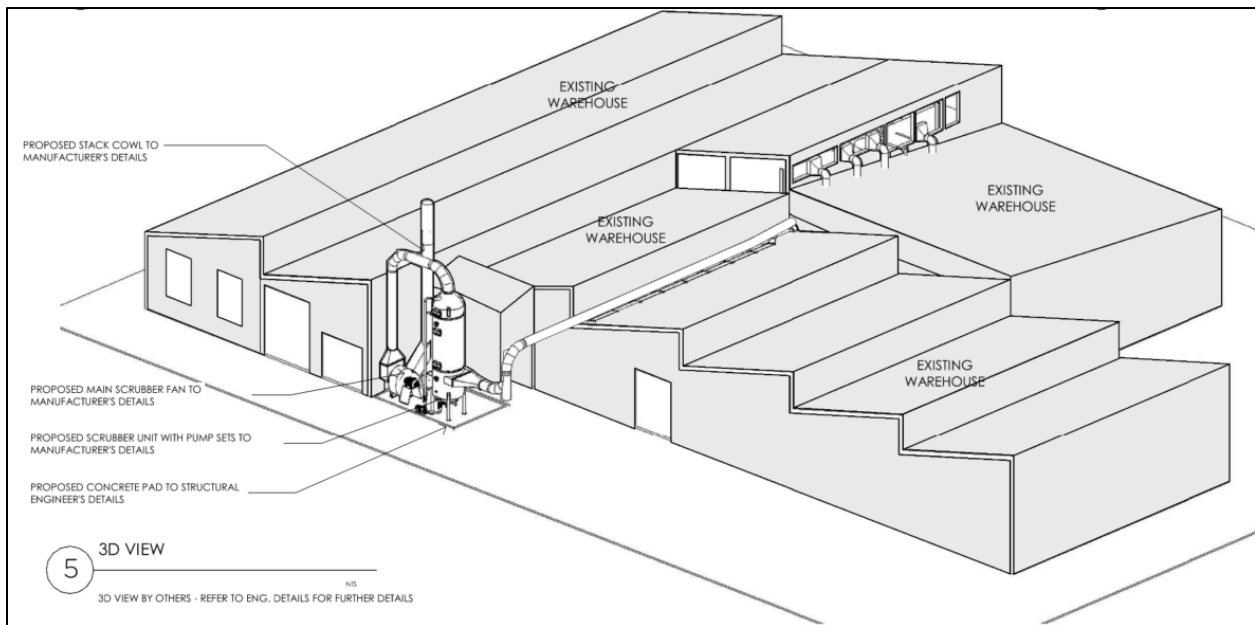 EXISTING
WAREHOUSE
PROPOSED STACK COWL TO
MANUFACTURER'S DETAILS
EXISTING
WAREHOUSE
EXISTING
WAREHOUSE
EXISTING
WAREHOUSE
PROPOSED MAIN SCRUBBER FAN TO
MANUFACTURER'S DETAILS
PROPOSED SCRUBBER UNIT WITH PUMP SETS TO
MANUFACTURER'S DETAILS
PROPOSED CONCRETE PAD TO STRUCTURAL
ENGINEER'S DETAILS
5
3D VIEW
NTS
3D VIEW BY OTHERS - REFER TO ENG. DETAILS FOR FURTHER DETAILS